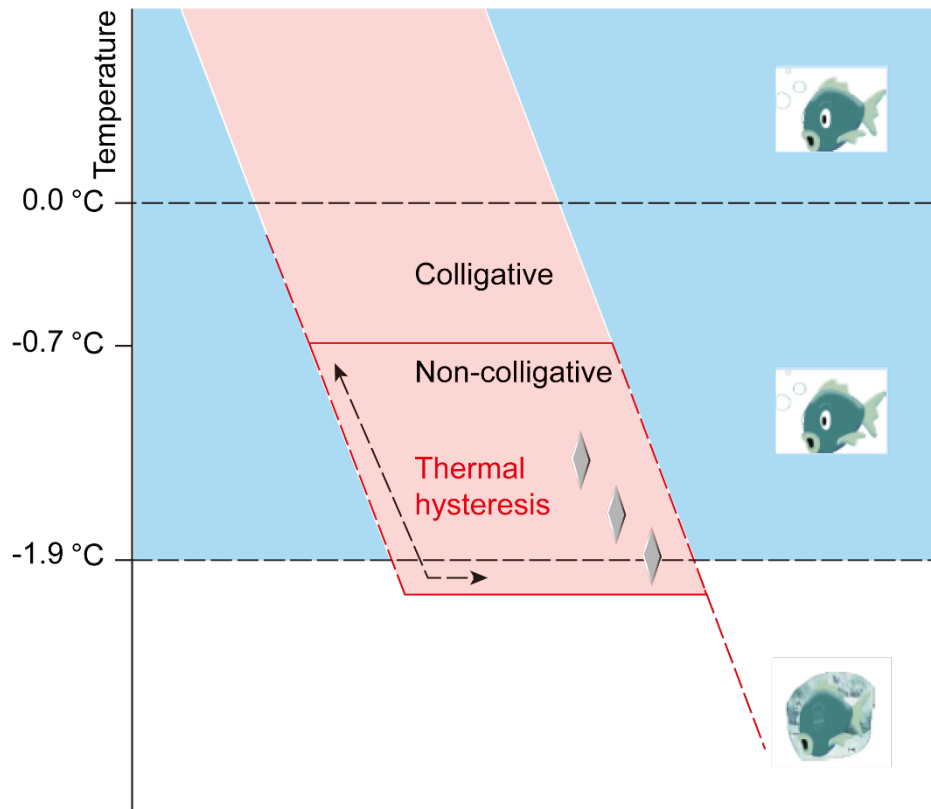 Temperature
0.0 °C
Colligative
-0.7 °C
Non-colligative
Thermal
hysteresis
-1.9 °C